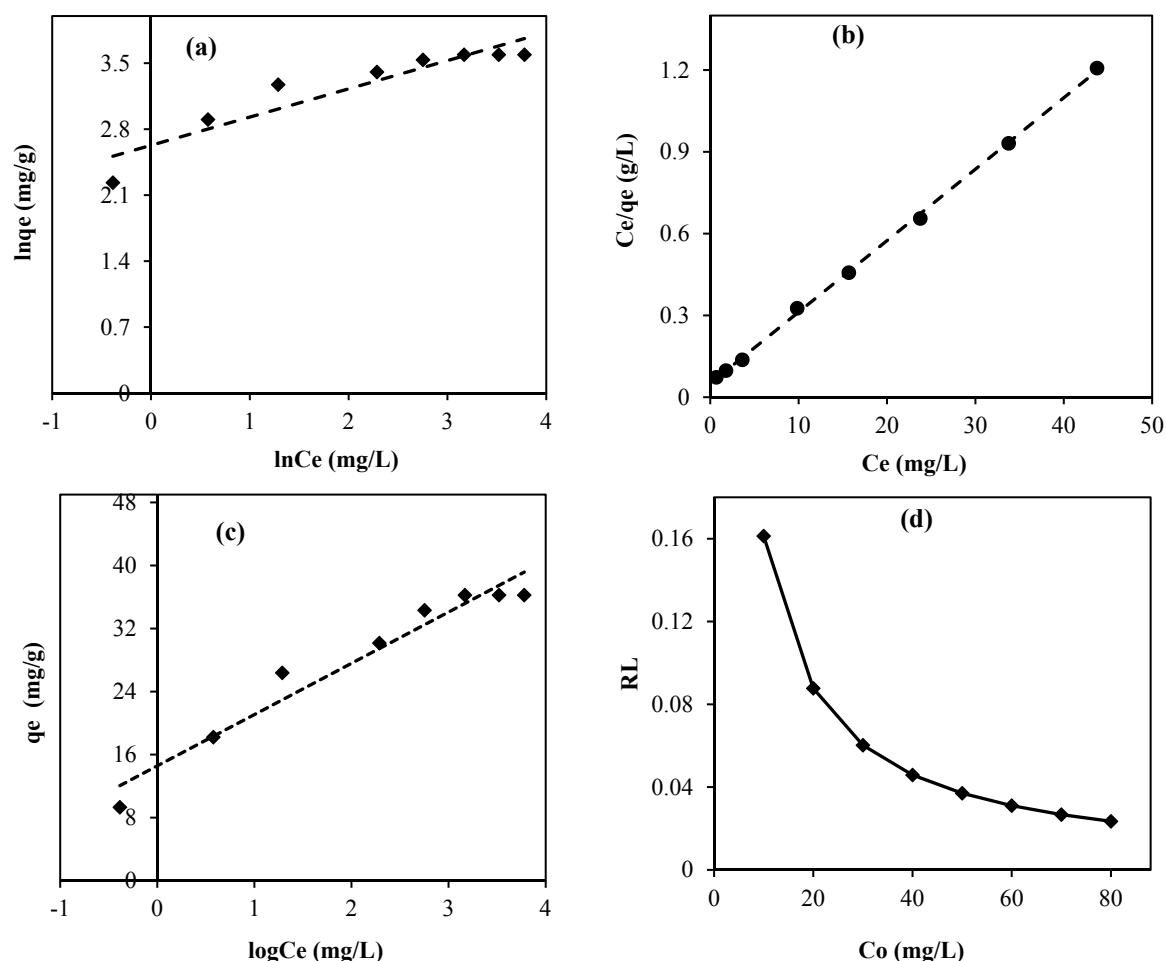 (a)
3.5
2.8
2.1
1.4
0.7
0
-1 0 1 2 3 4
lnqe (mg/g)
lnCe (mg/L)
(b)
1.2
0.9
0.6
0.3
0
0 10 20 30 40 50
Ce/qe (g/L)
Ce (mg/L)
(c)
48
40
32
24
16
8
0
-1 0 1 2 3 4
qe (mg/g)
logCe (mg/L)
(d)
0.16
0.12
0.08
0.04
0
0 20 40 60 80
RL
Co (mg/L)